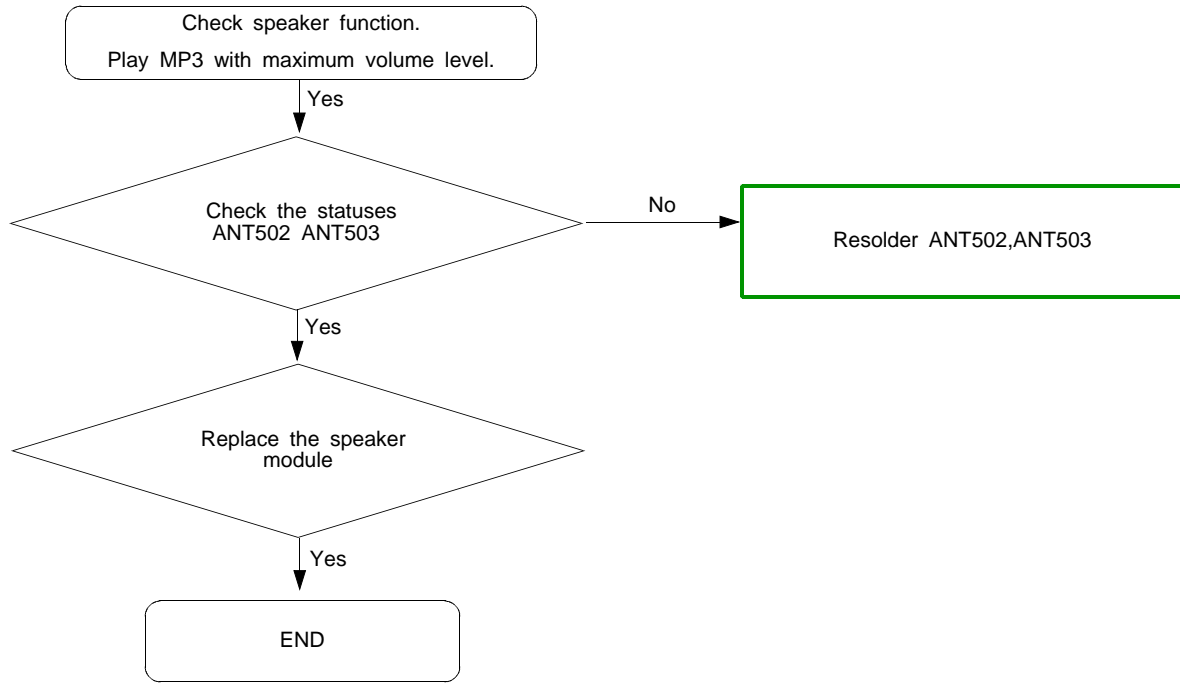 Check speaker function.
Play MP3 with maximum volume level.
Yes
Check the statuses
ANT502 ANT503
No
Resolder ANT502,ANT503
Yes
Replace the speaker
module
Yes
END